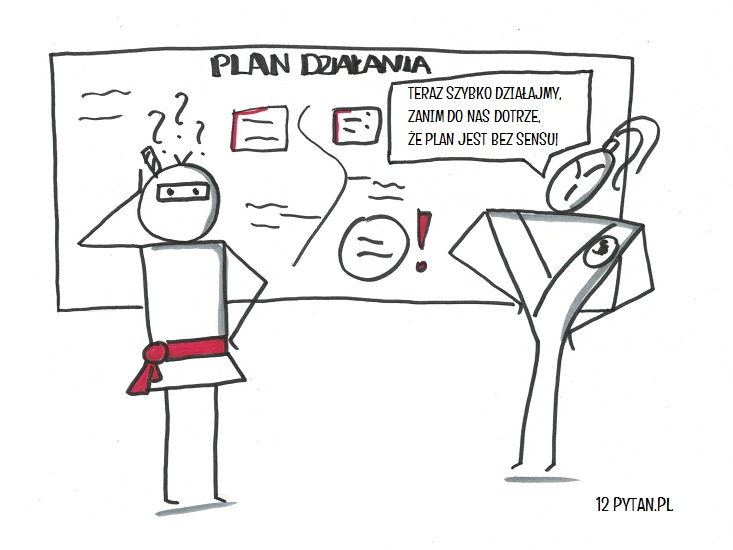 PLAN DZIAŁANIA
? ? ?
TERAZ SZYBKO DZIAŁAJMY,
ZANIM DO NAS DOTRZE,
ŻE PLAN JEST BEZ SENSU!
!
12 PYTAN.PL